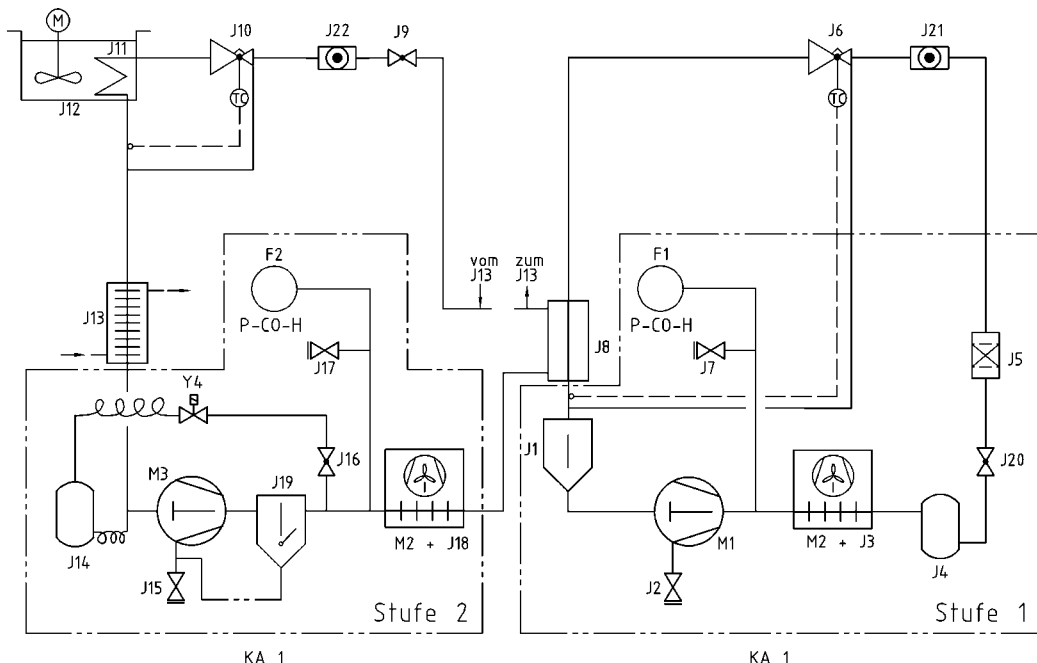 M
J10
J22
J9
J6
J21
J11
J12
TC
TC
F2
vom
J13
zum
J13
F1
P-CO-H
P-CO-H
J13
J17
J8
J7
J5
Y4
J16
J1
J20
M3
J19
J14
M2 + J18
M1
M2 + J3
J4
J15
J2
Stufe 2
Stufe 1
KA 1
KA 1